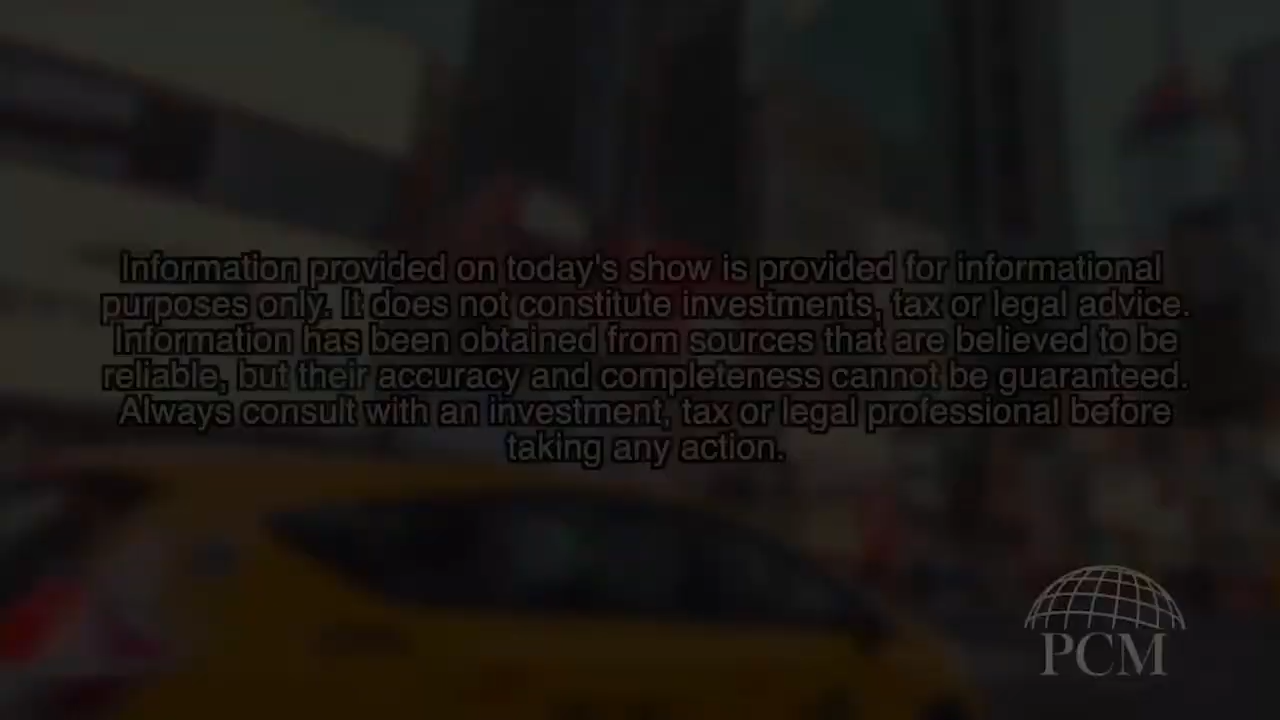 Information provided on today's show is provided for informational
purposes only. It does not constitute investments, tax or legal advice.
Information has been obtained from sources that are believed to be
reliable, but their accuracy and completeness cannot be guaranteed.
Always consult with an investment, tax or legal professional before
taking any action.
PCM